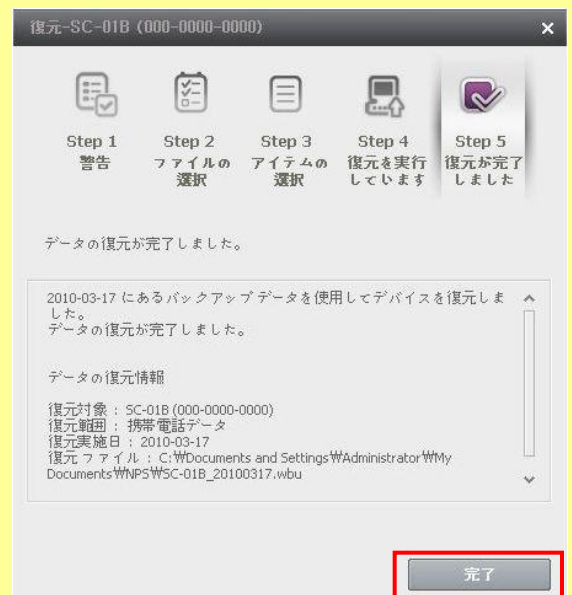 復元-SC-01B (000-0000-0000)
Step 1
警告
Step 2
ファイルの
選択
Step 3
アイテムの
選択
Step 4
復元を実行
しています
Step 5
復元が完了
しました
データの復元が完了しました。
2010-03-17 にあるバックアップデータを使用してデバイスを復元しま
した。
データの復元が完了しました。
データの復元情報
復元対象 : SC-01B (000-0000-0000)
復元範囲 : 携帯電話データ
復元実施日 : 2010-03-17
復元ファイル : C:₩Documents and Settings₩Administrator₩My
Documents₩NPS₩SC-01B_20100317.wbu
完了